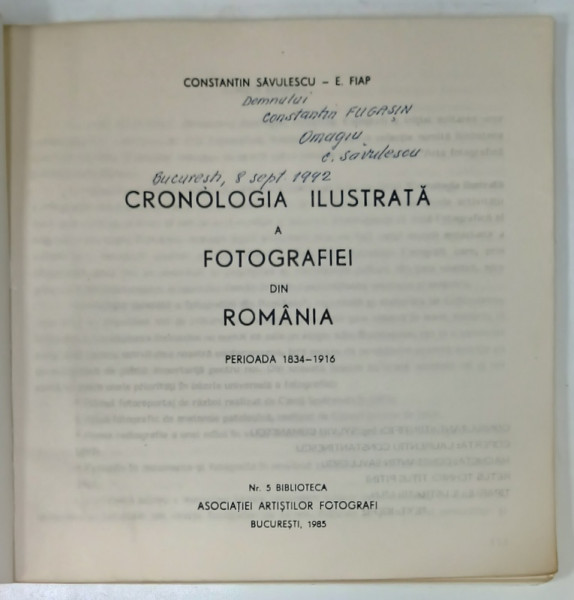 CONSTANTIN SĂVULESCU – E. FIAP
Domnului
Constantin FUGAȘIN
Omagiu
C. Săvulescu
București, 8 sept 1992
CRONOLOGIA ILUSTRATĂ
A
FOTOGRAFIEI
DIN
ROMÂNIA
PERIOADA 1834–1916
Nr. 5 BIBLIOTECA
ASOCIAȚIEI ARTIȘTILOR FOTOGRAFI
BUCUREȘTI, 1985